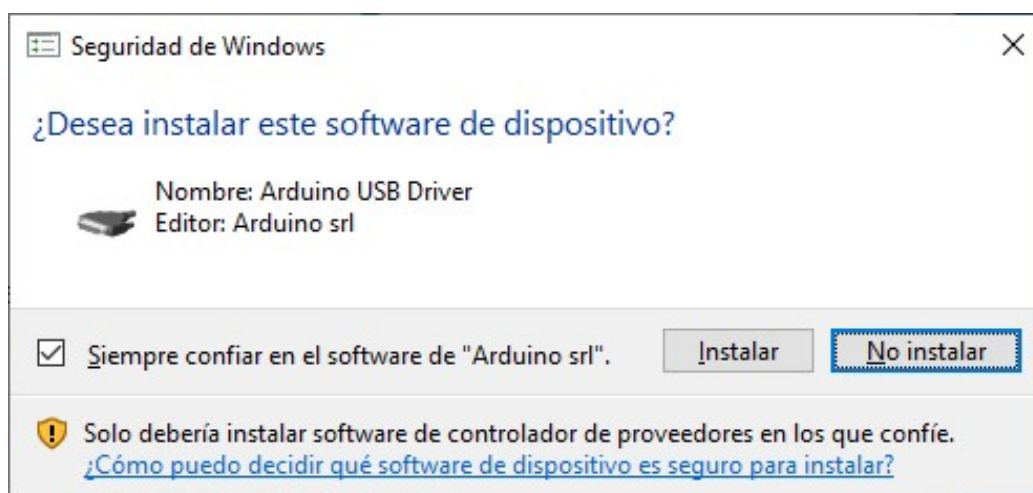 Seguridad de Windows
¿Desea instalar este software de dispositivo?
Nombre: Arduino USB Driver
Editor: Arduino srl
Siempre confiar en el software de "Arduino srl".
Instalar
No instalar
Solo debería instalar software de controlador de proveedores en los que confíe.
¿Cómo puedo decidir qué software de dispositivo es seguro para instalar?